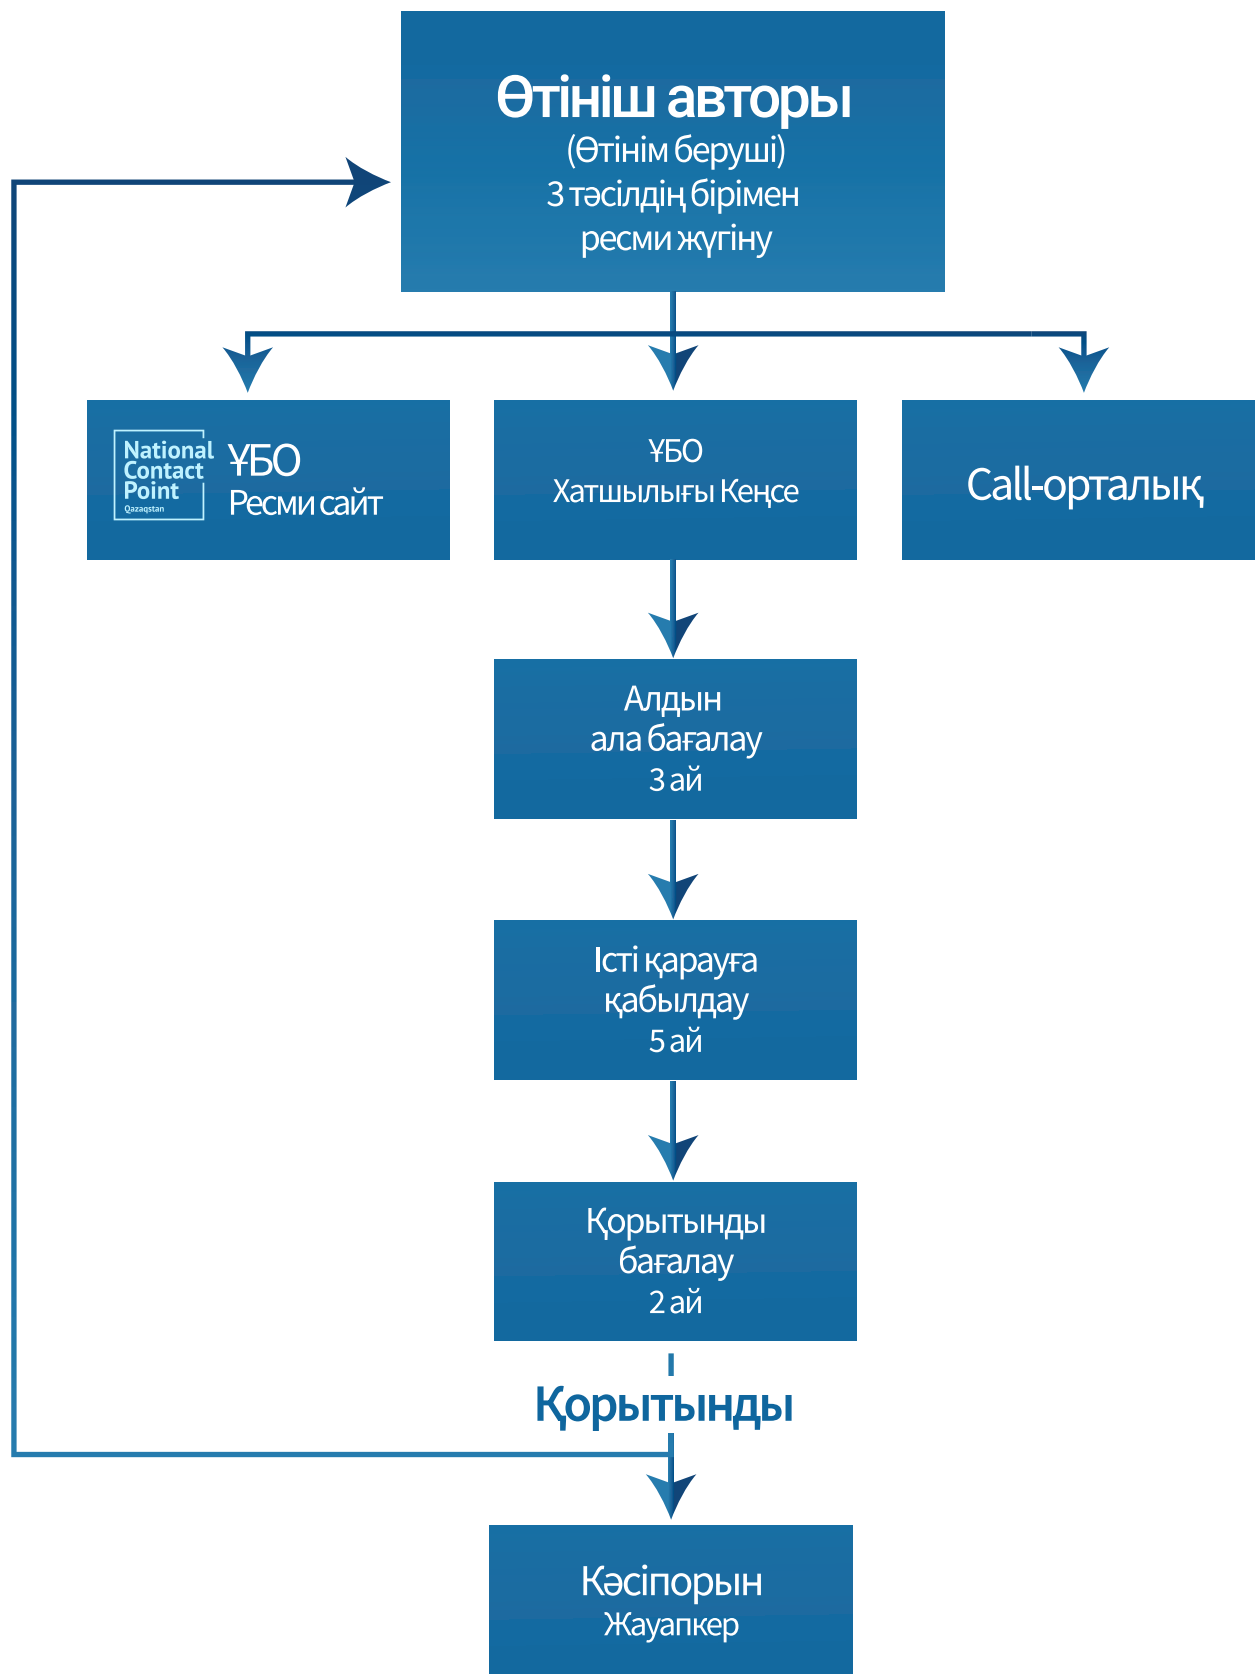 Өтініш авторы
(Өтінім беруші)
3 тәсілдің бірімен
ресми жүгіну
National
Contact
Point
Qazaqstan
ҰБО
Ресми сайт
ҰБО
Хатшылығы Кеңсе
Call-орталық
Алдын
ала бағалау
3 ай
Істі қарауға
қабылдау
5 ай
Қорытынды
бағалау
2 ай
Қорытынды
Кәсіпорын
Жауапкер